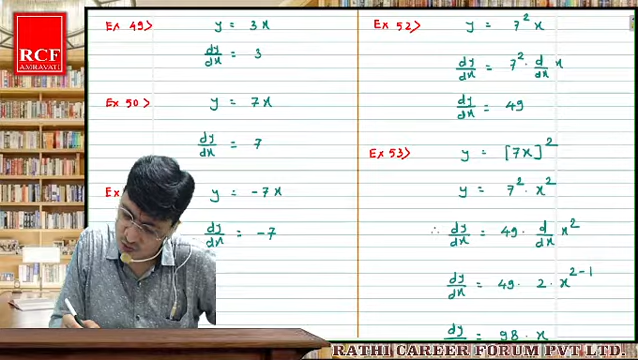 RCF
AMRAVATI
Ex 49> y = 3x
dy/dx = 3
Ex 50> y = 7x
dy/dx = 7
Ex y = -7x
dy/dx = -7
Ex 52> y = 7² x
dy/dx = 7² · d/dx x
dy/dx = 49
Ex 53> y = [7x]²
y = 7² · x²
∴ dy/dx = 49 · d/dx x²
dy/dx = 49 · 2 · x²⁻¹
dy = 98 · x
RATHI CAREER FORUM PVT LTD.